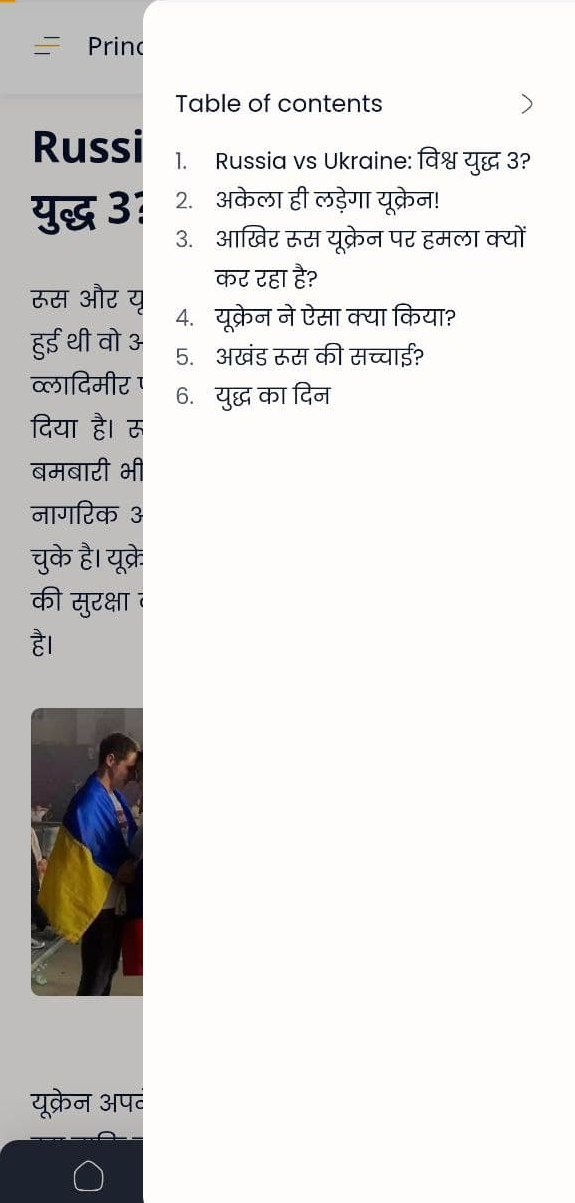 Table of contents
1. Russia vs Ukraine: विश्व युद्ध 3?
2. अकेला ही लड़ेगा यूक्रेन!
3. आखिर रूस यूक्रेन पर हमला क्यों
कर रहा है?
4. यूक्रेन ने ऐसा क्या किया?
5. अखंड रूस की सच्चाई?
6. युद्ध का दिन
Princ
Russi
युद्ध 3?
रूस और यू
हुई थी वो
व्लादिमीर
दिया है।
बमबारी भी
नागरिक
चुके है। यूक्रे
की सुरक्षा
है।
यूक्रेन